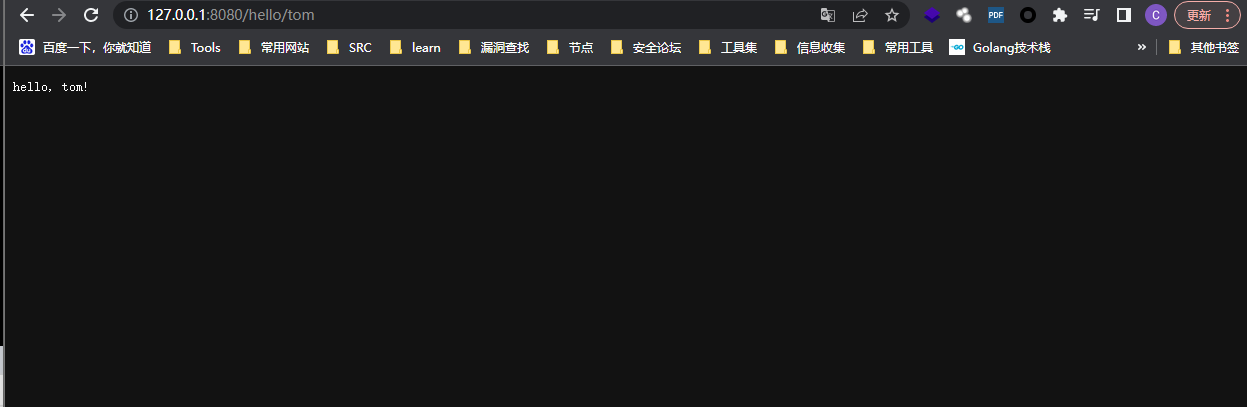 127.0.0.1:8080/hello/tom
PDF
C
更新
百度一下，你就知道 Tools 常用网站 SRC learn 漏洞查找 节点 安全论坛 工具集 信息收集 常用工具 GO Golang技术栈 » 其他书签
hello, tom!